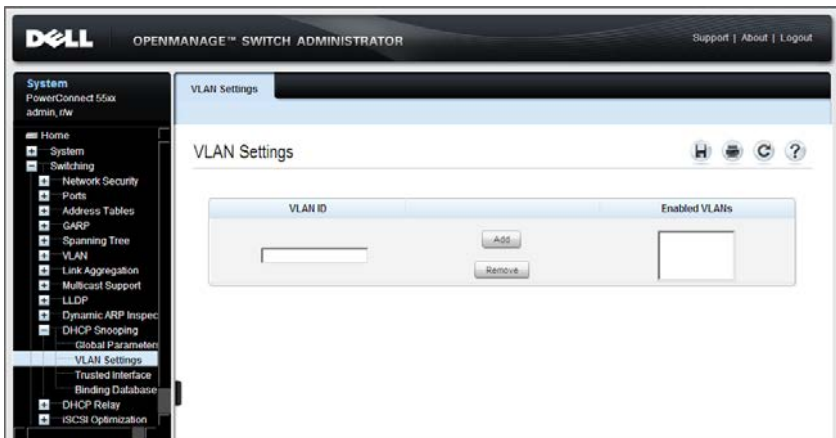 DELL
OPENMANAGE™ SWITCH ADMINISTRATOR
Support | About | Logout
System
PowerConnect 55xx
admin, r/w
Home
System
Switching
Network Security
Ports
Address Tables
GARP
Spanning Tree
VLAN
Link Aggregation
Multicast Support
LLDP
Dynamic ARP Inspec
DHCP Snooping
Global Parameters
VLAN Settings
Trusted Interface
Binding Database
DHCP Relay
iSCSI Optimization
VLAN Settings
VLAN Settings
?
VLAN ID
Enabled VLANs
Add
Remove